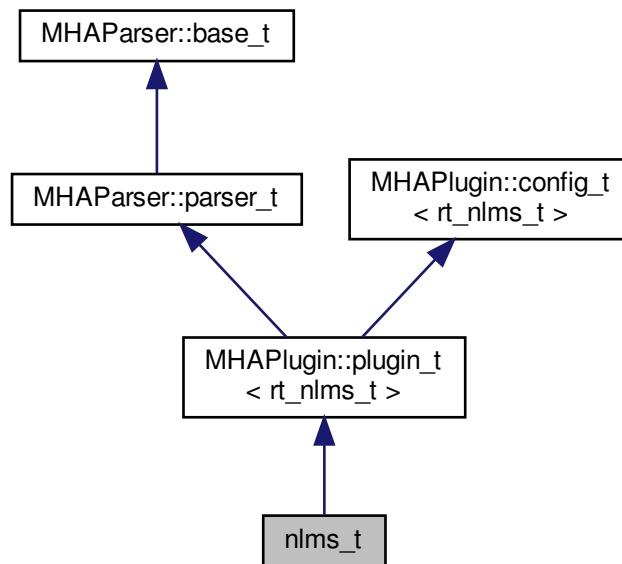 MHAParser::base_t
MHAParser::parser_t
MHAPlugin::config_t
< rt_nlms_t >
MHAPlugin::plugin_t
< rt_nlms_t >
nlms_t